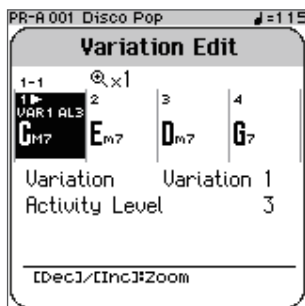 PR-A 001 Disco Pop ♩=115
Variation Edit
1-1 x1
1 2 3 4
VAR1 AL3
CM7 Em7 Dm7 G7
Variation Variation 1
Activity Level 3
[Dec]/[Inc]:Zoom